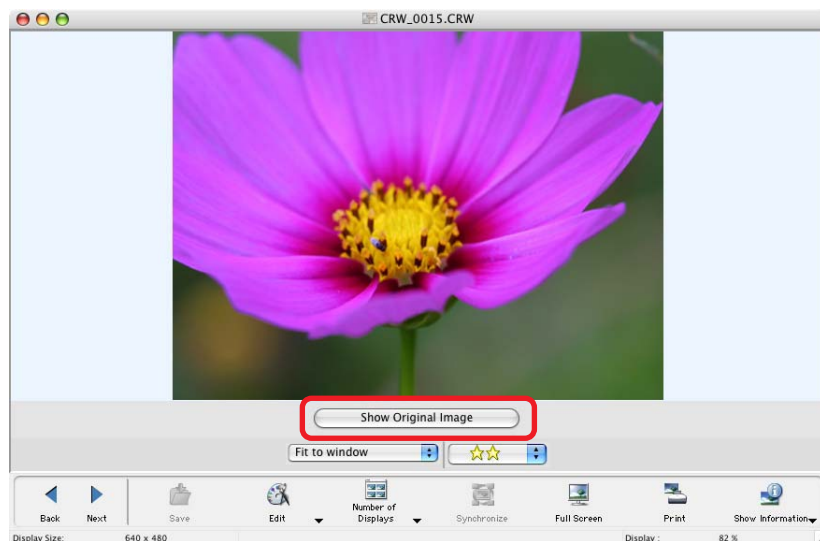 CRW_0015.CRW
Show Original Image
Fit to window
Back Next Save Edit Number of Displays Synchronize Full Screen Print Show Information
Display Size: 640 x 480 Display : 82 %